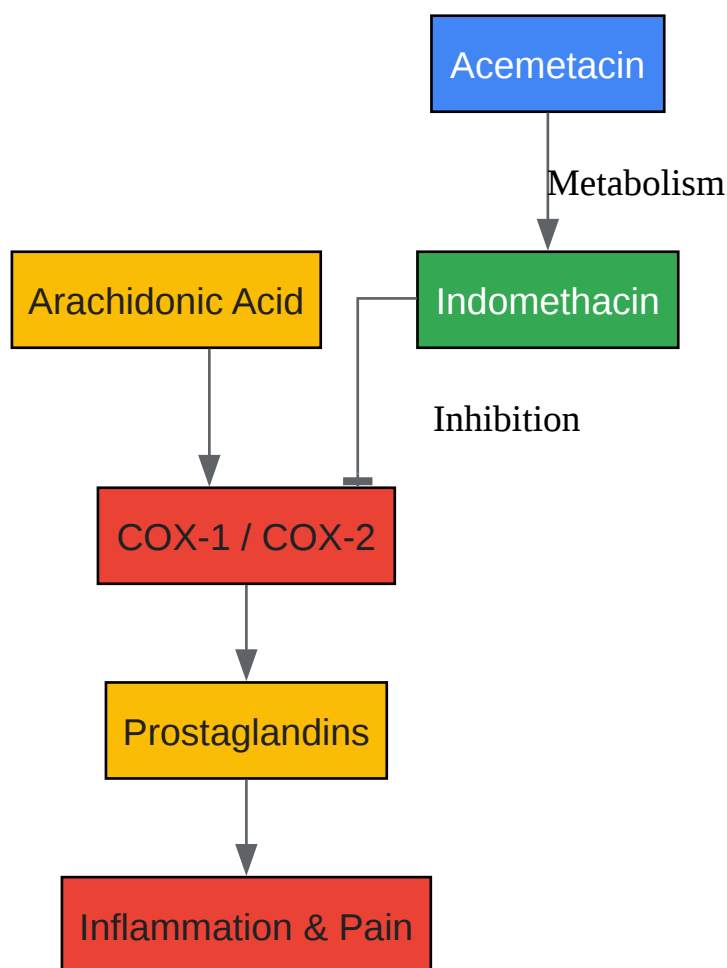 Acemetacin
Metabolism
Arachidonic Acid
Indomethacin
Inhibition
COX-1 / COX-2
Prostaglandins
Inflammation & Pain